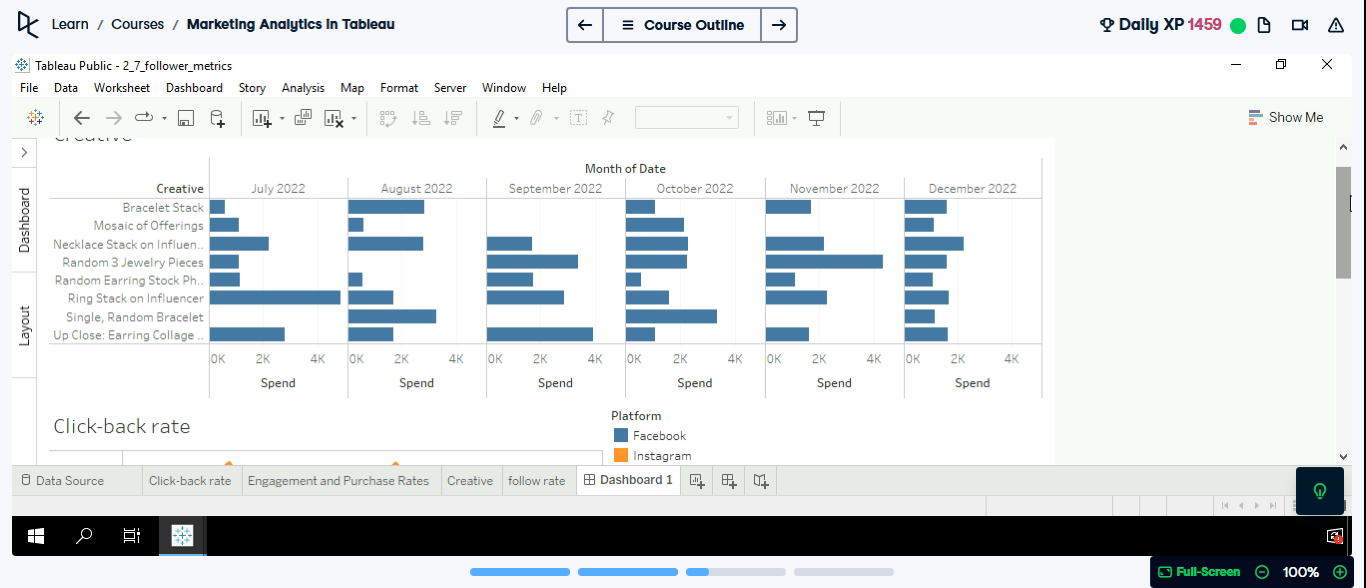 Learn / Courses / Marketing Analytics in Tableau
Course Outline
Daily XP 1459
Tableau Public - 2_7_follower_metrics
File Data Worksheet Dashboard Story Analysis Map Format Server Window Help
Show Me
Creative
Dashboard
Layout
Month of Date
Creative July 2022 August 2022 September 2022 October 2022 November 2022 December 2022
Bracelet Stack
Mosaic of Offerings
Necklace Stack on Influen..
Random 3 Jewelry Pieces
Random Earring Stock Ph..
Ring Stack on Influencer
Single, Random Bracelet
Up Close: Earring Collage ..
0K 2K 4K 0K 2K 4K 0K 2K 4K 0K 2K 4K 0K 2K 4K 0K 2K 4K
Spend Spend Spend Spend Spend Spend
Click-back rate
Platform
Facebook
Instagram
Data Source Click-back rate Engagement and Purchase Rates Creative follow rate Dashboard 1
Full-Screen 100%